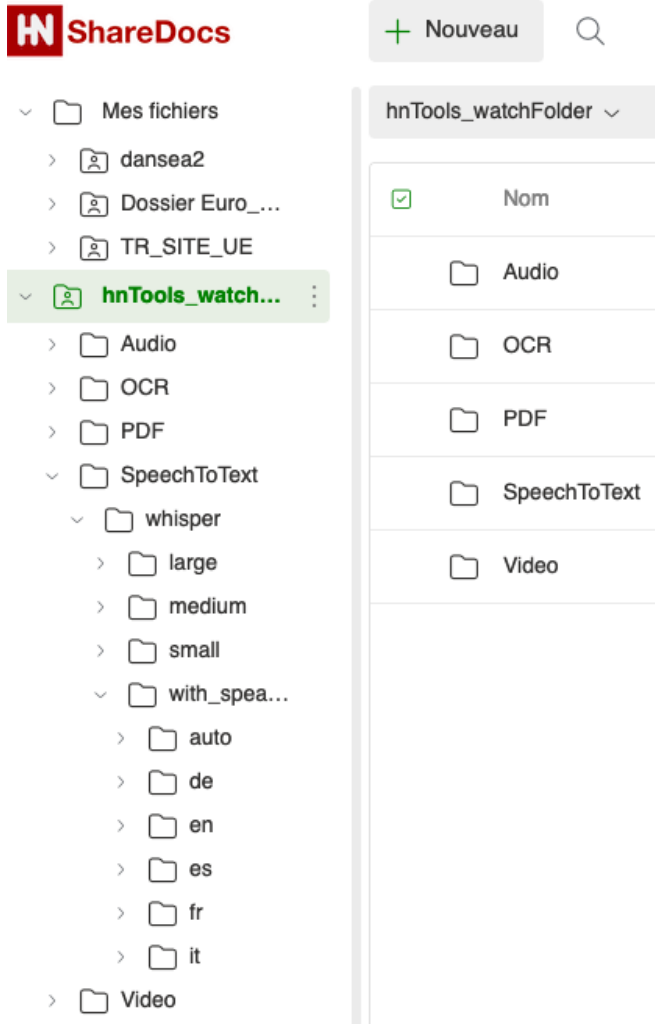 HN ShareDocs
Mes fichiers
dansea2
Dossier Euro_...
TR_SITE_UE
hnTools_watch...
Audio
OCR
PDF
SpeechToText
whisper
large
medium
small
with_spea...
auto
de
en
es
fr
it
Video
Nouveau
hnTools_watchFolder
Nom
Audio
OCR
PDF
SpeechToText
Video